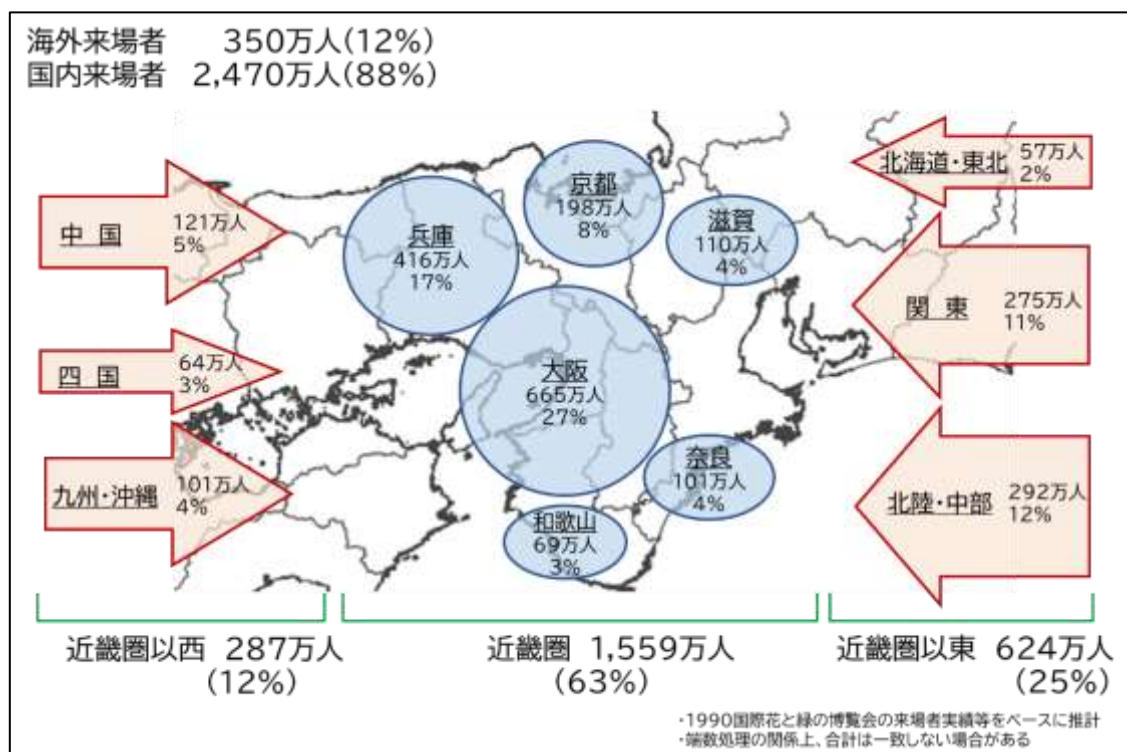 海外来場者 350万人(12%)
国内来場者 2,470万人(88%)
中 国
121万人
5%
四 国
64万人
3%
九州・沖縄
101万人
4%
兵庫
416万人
17%
京都
198万人
8%
滋賀
110万人
4%
大阪
665万人
27%
奈良
101万人
4%
和歌山
69万人
3%
北海道・東北
57万人
2%
関 東
275万人
11%
北陸・中部
292万人
12%
近畿圏以西 287万人
(12%)
近畿圏 1,559万人
(63%)
近畿圏以東 624万人
(25%)
・1990国際花と緑の博覧会の来場者実績等をベースに推計
・端数処理の関係上、合計は一致しない場合がある